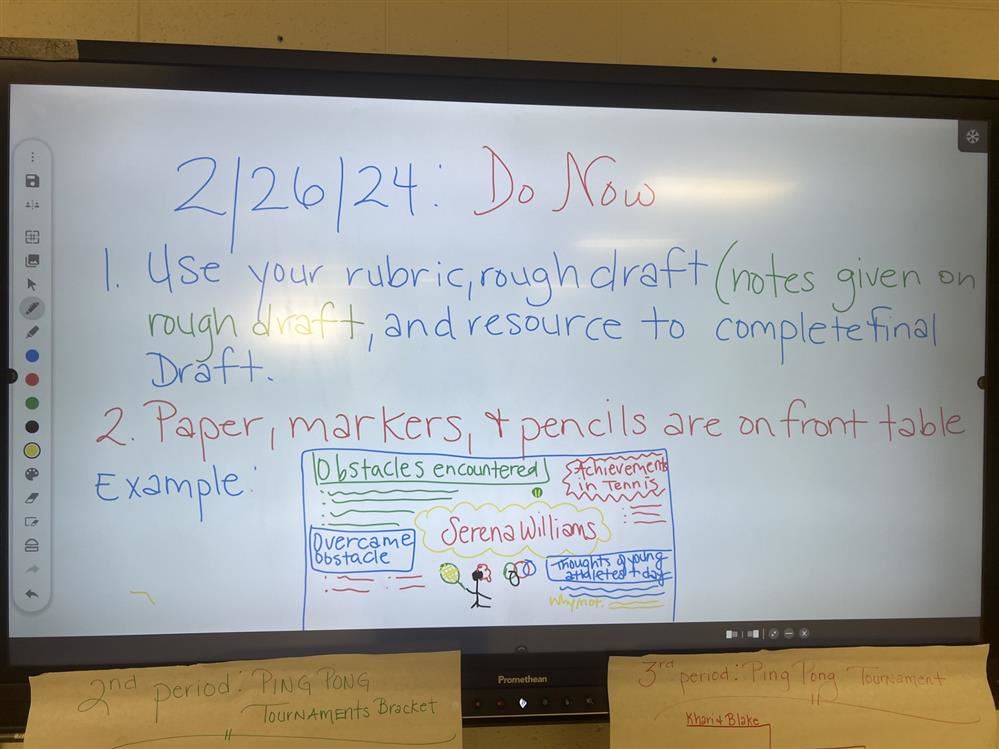 2/26/24: Do Now
1. Use your rubric, rough draft (notes given on
rough draft, and resource to complete final
Draft.
2. Paper, markers, + pencils are on front table
Example:
Obstacles encountered
Achievements
in Tennis
Serena Williams
Overcame
obstacle
Thoughts of young
Why not:
Promethean
2nd period: PING PONG
TOURNAMENTS Bracket
3rd period: Ping Pong Tournament
Khari + Blake